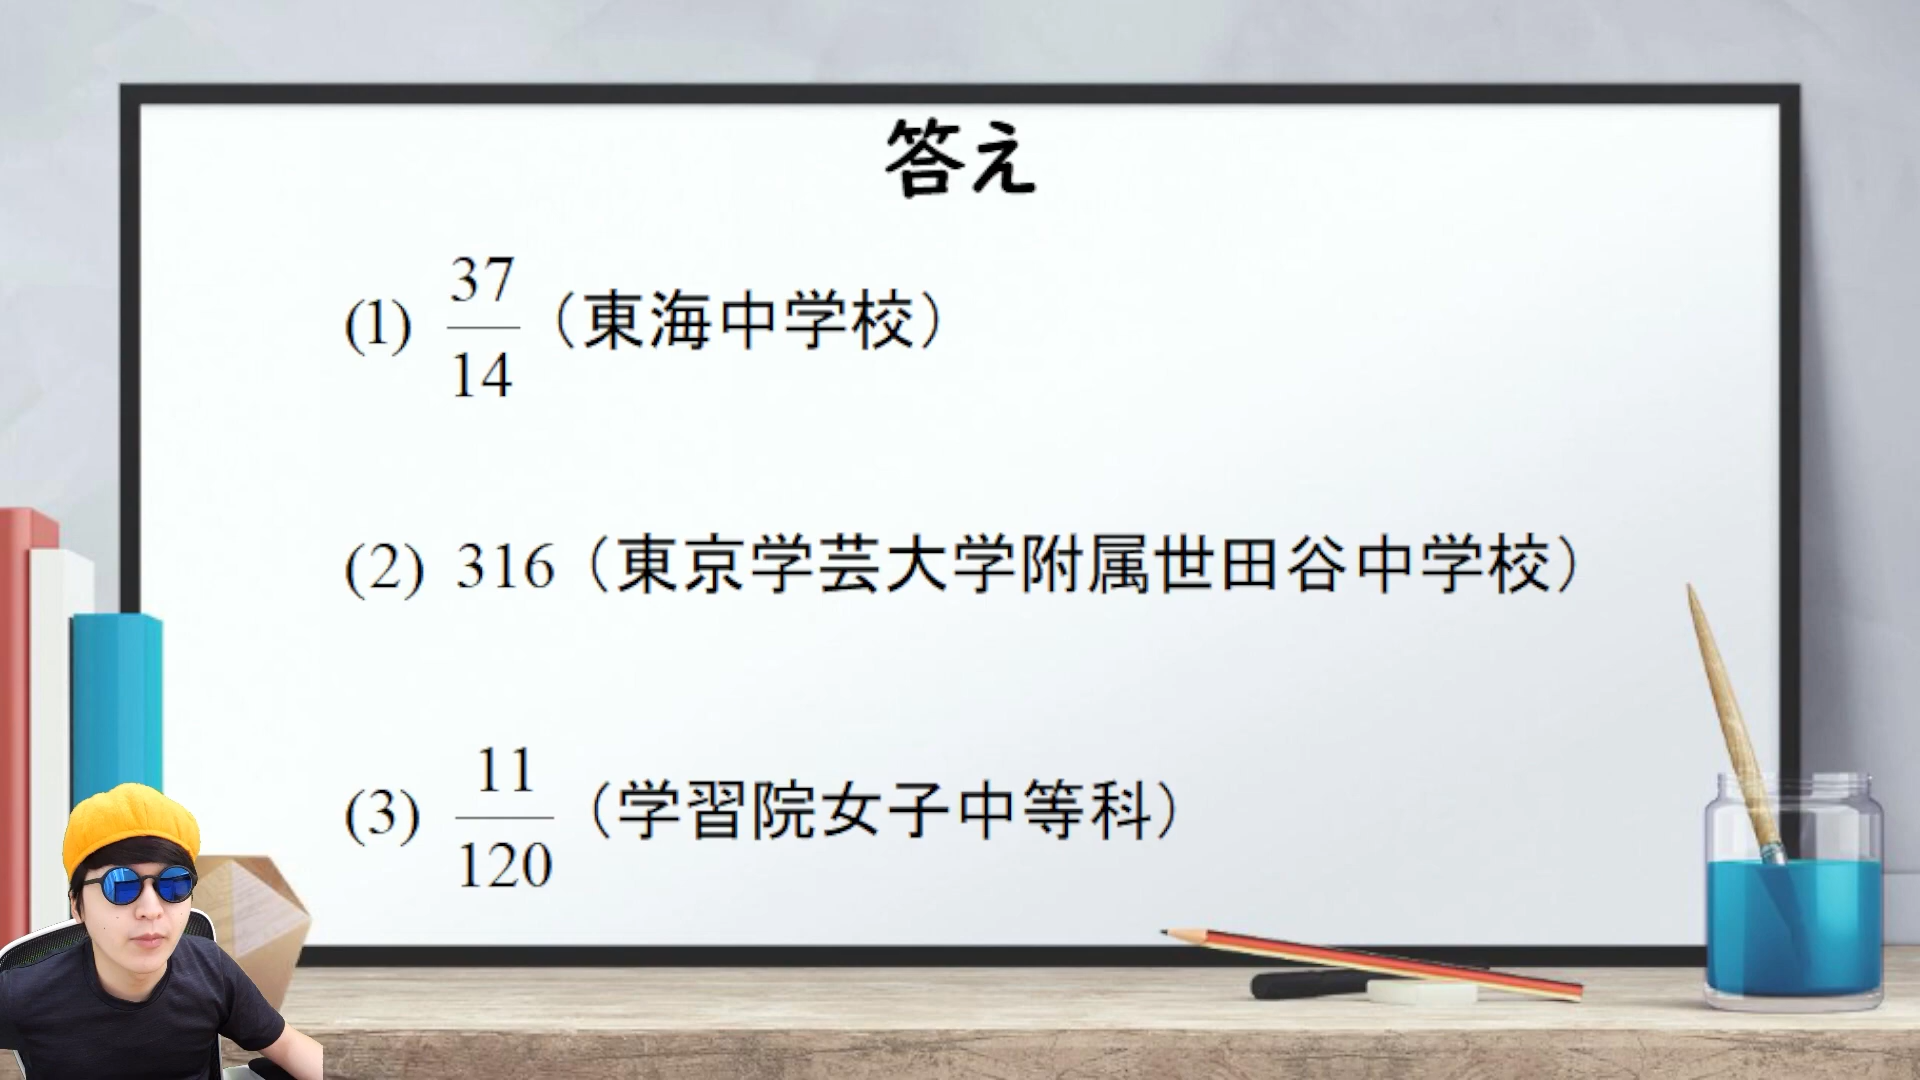 答え
(1) 37/14（東海中学校）
(2) 316（東京学芸大学附属世田谷中学校）
(3) 11/120（学習院女子中等科）